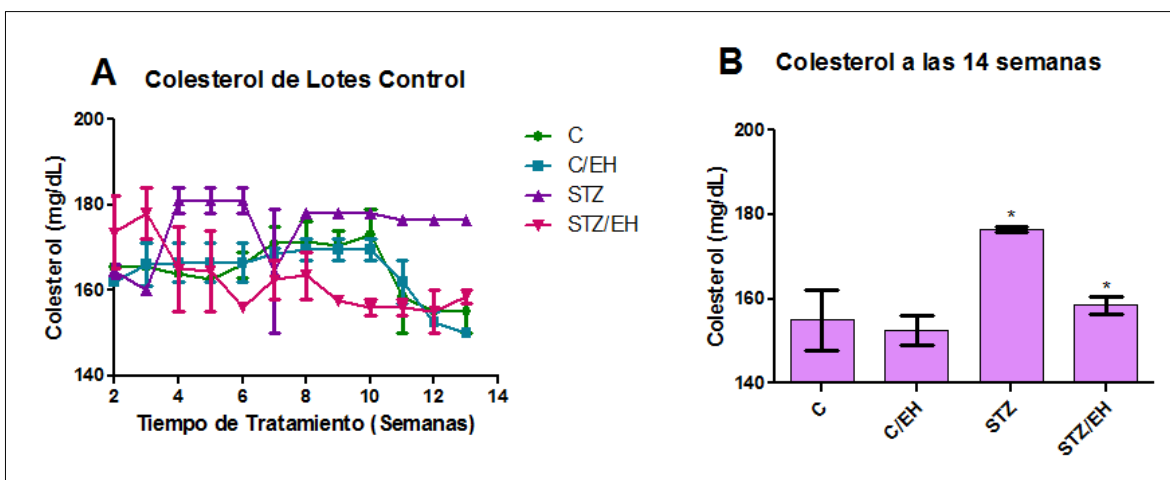 A Colesterol de Lotes Control
Colesterol (mg/dL)
200
180
160
140
2 4 6 8 10 12 14
Tiempo de Tratamiento (Semanas)
C
C/EH
STZ
STZ/EH
B Colesterol a las 14 semanas
Colesterol (mg/dL)
200
180
160
140
* *
C C/EH STZ STZ/EH